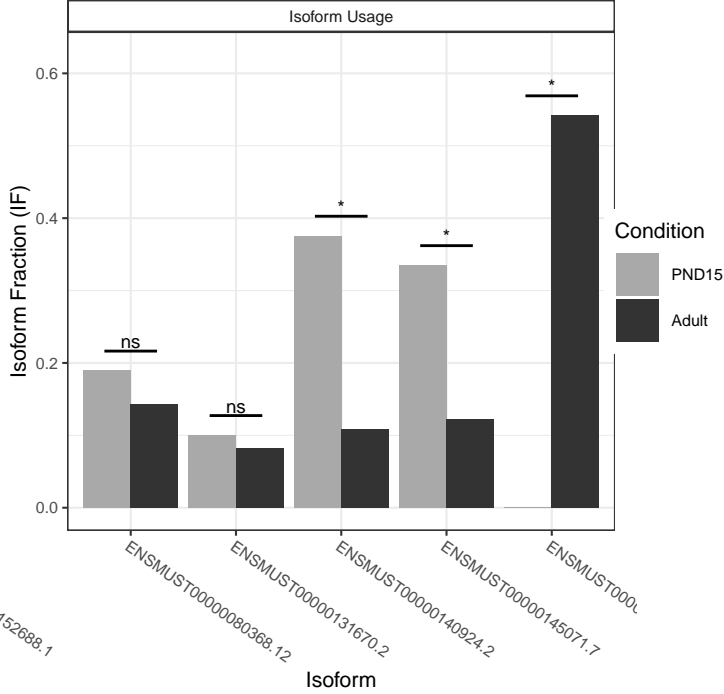 Isoform Usage
0.6
0.4
0.2
0.0
Isoform Fraction (IF)
*
*
*
ns
ns
Condition
PND15
Adult
ENSMUST00000080368.12
ENSMUST00000131670.2
ENSMUST00000140924.2
ENSMUST00000145071.7
152688.1
Isoform